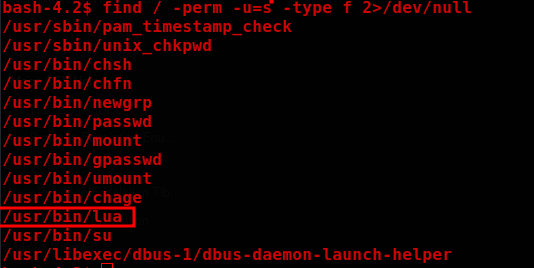 bash-4.2$ find / -perm -u=s -type f 2>/dev/null
/usr/sbin/pam_timestamp_check
/usr/sbin/unix_chkpwd
/usr/bin/chsh
/usr/bin/chfn
/usr/bin/newgrp
/usr/bin/passwd
/usr/bin/mount
/usr/bin/gpasswd
/usr/bin/umount
/usr/bin/chage
/usr/bin/lua
/usr/bin/su
/usr/libexec/dbus-1/dbus-daemon-launch-helper